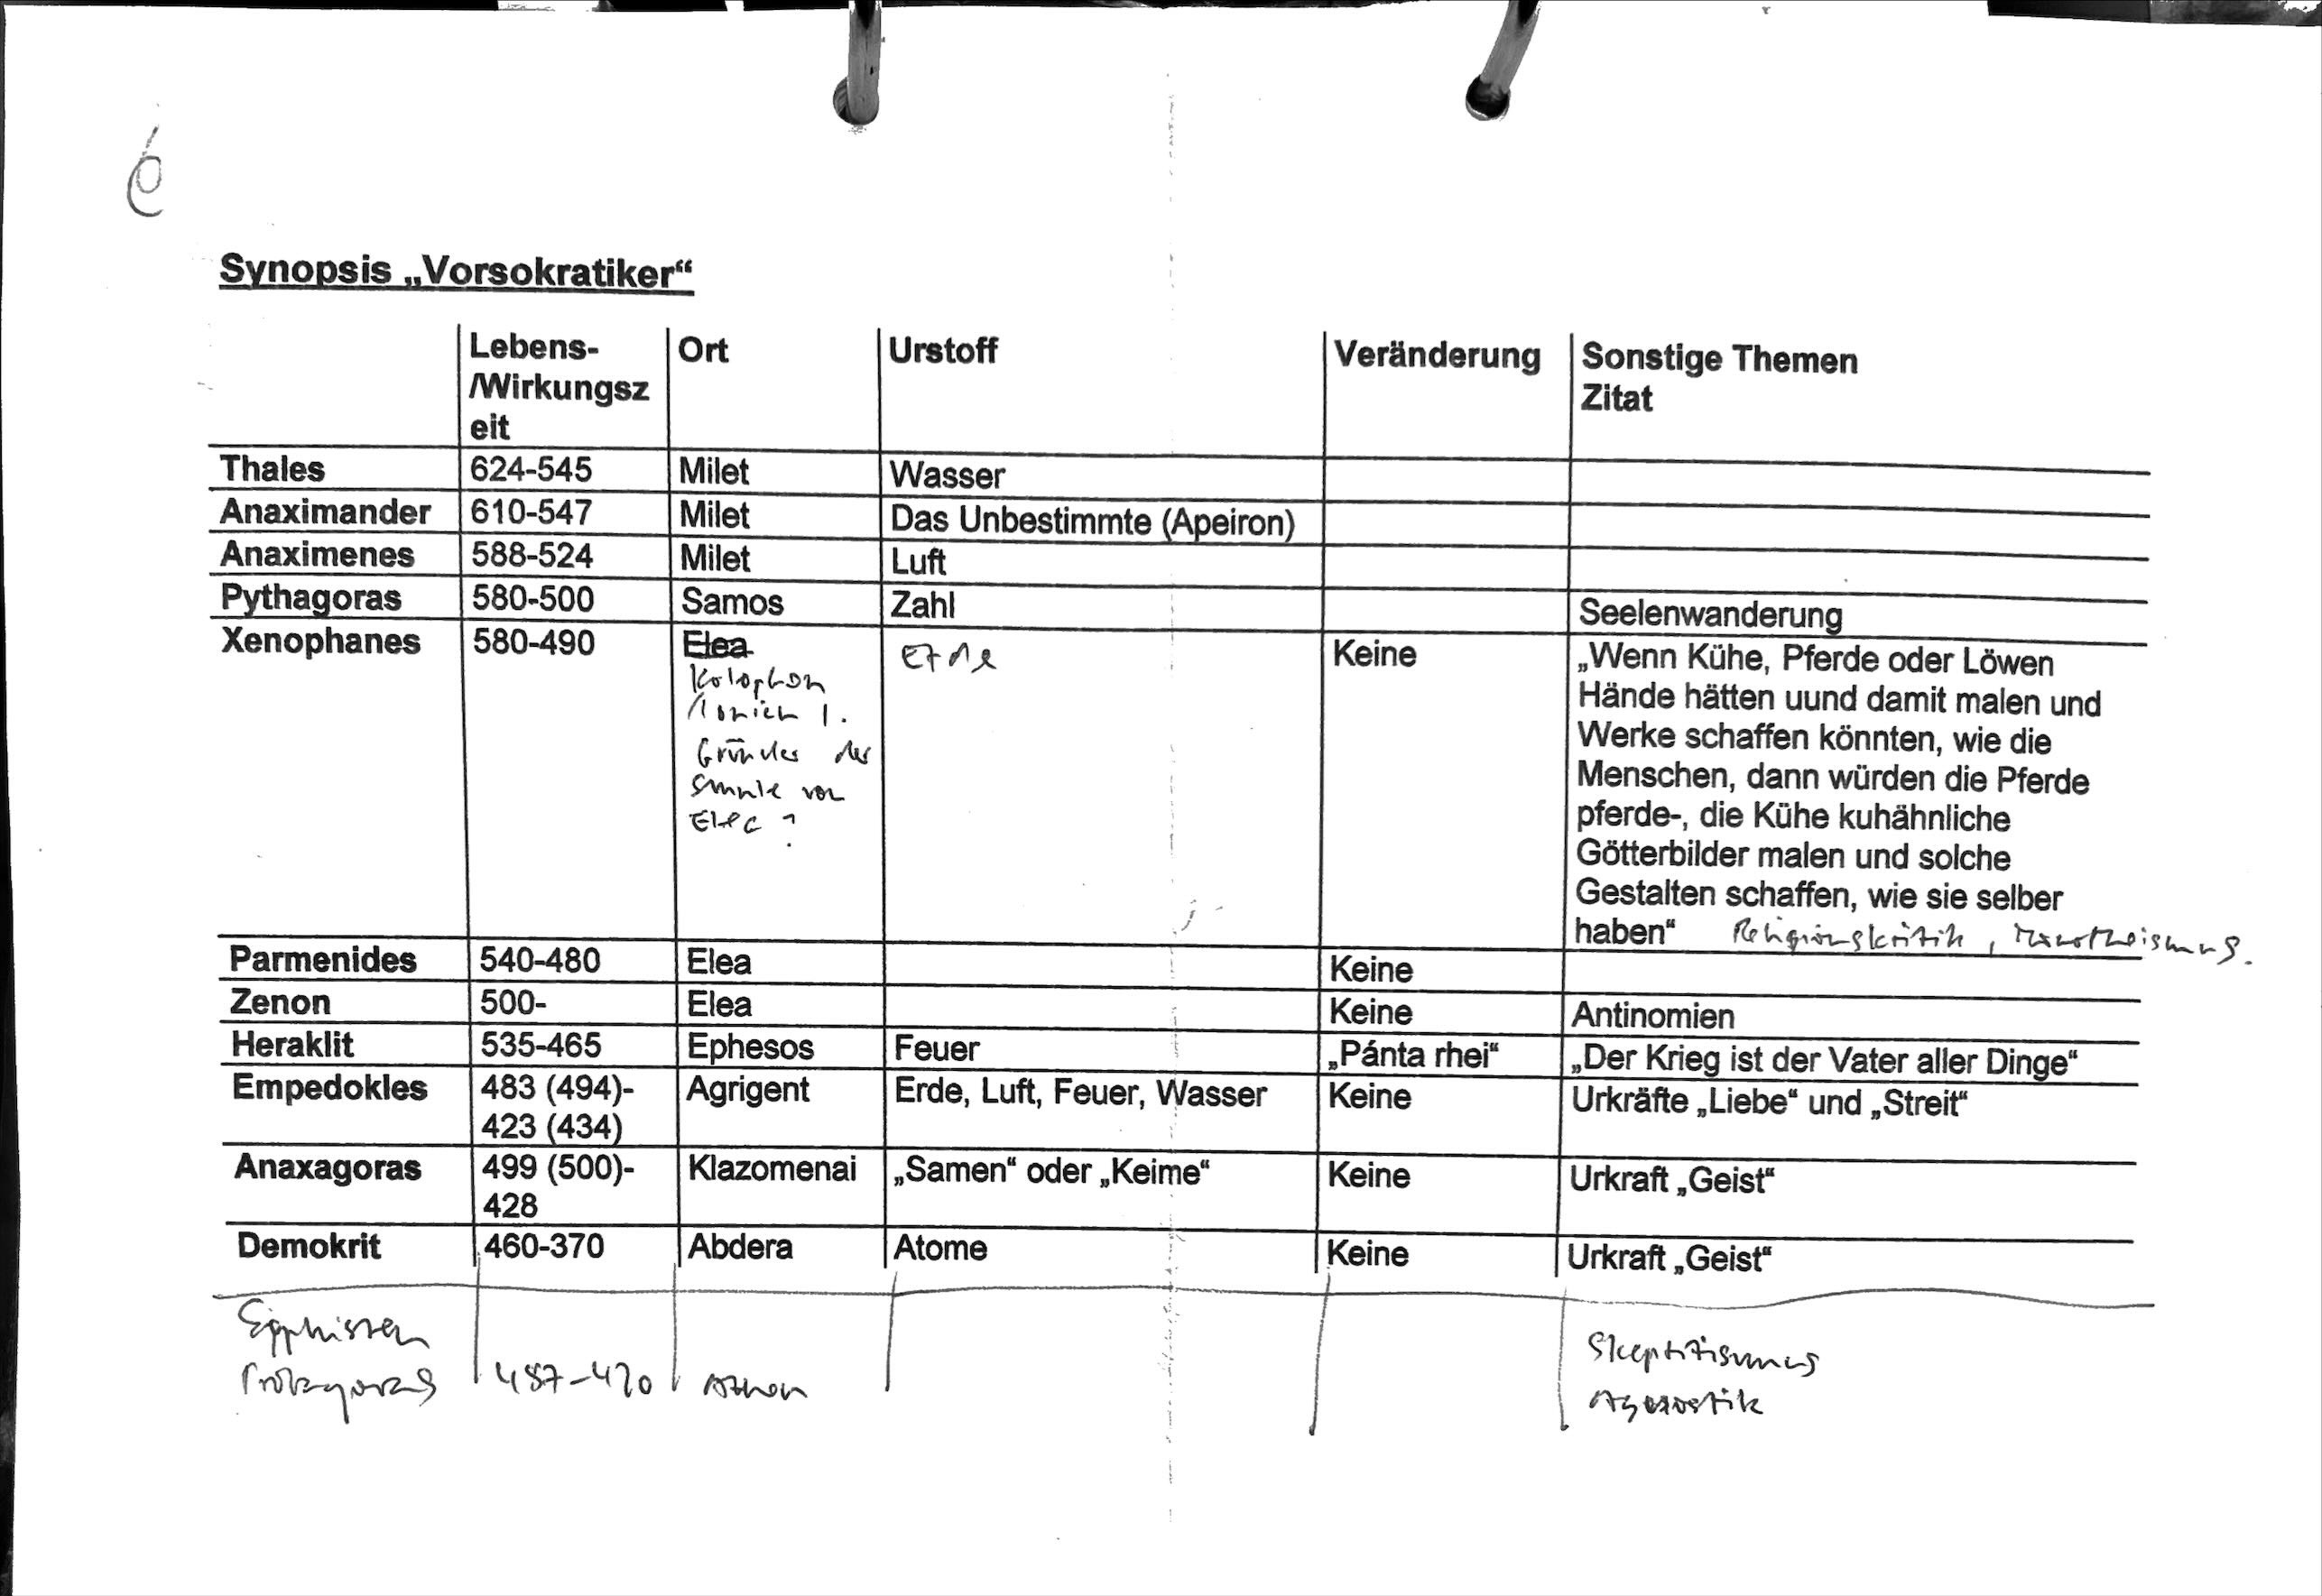 6
Synopsis „Vorsokratiker“
Lebens-/Wirkungszeit Ort Urstoff Veränderung Sonstige Themen Zitat
Thales 624-545 Milet Wasser
Anaximander 610-547 Milet Das Unbestimmte (Apeiron)
Anaximenes 588-524 Milet Luft
Pythagoras 580-500 Samos Zahl Seelenwanderung
Xenophanes 580-490 Elea Erde Keine „Wenn Kühe, Pferde oder Löwen
Kolophon Hände hätten uund damit malen und
/Ionien /. Werke schaffen könnten, wie die
Gründer der Menschen, dann würden die Pferde
Schule von pferde-, die Kühe kuhähnliche
Elea ? Götterbilder malen und solche
Gestalten schaffen, wie sie selber
haben“ Religionskritik, Monotheismus.
Parmenides 540-480 Elea Keine
Zenon 500- Elea Keine Antinomien
Heraklit 535-465 Ephesos Feuer „Pánta rhei“ „Der Krieg ist der Vater aller Dinge“
Empedokles 483 (494)- Agrigent Erde, Luft, Feuer, Wasser Keine Urkräfte „Liebe“ und „Streit“
423 (434)
Anaxagoras 499 (500)- Klazomenai „Samen“ oder „Keime“ Keine Urkraft „Geist“
428
Demokrit 460-370 Abdera Atome Keine Urkraft „Geist“
Sophisten Skeptizismus
Protagoras Athen Agnostik